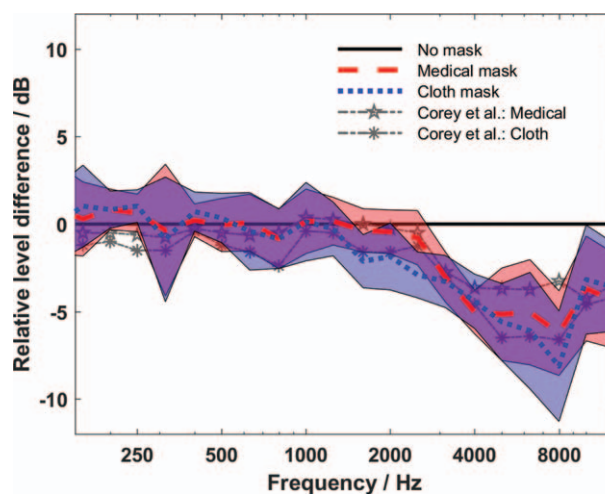 10
5
0
-5
-10
Relative level difference / dB
No mask
Medical mask
Cloth mask
Corey et al.: Medical
Corey et al.: Cloth
250 500 1000 2000 4000 8000
Frequency / Hz